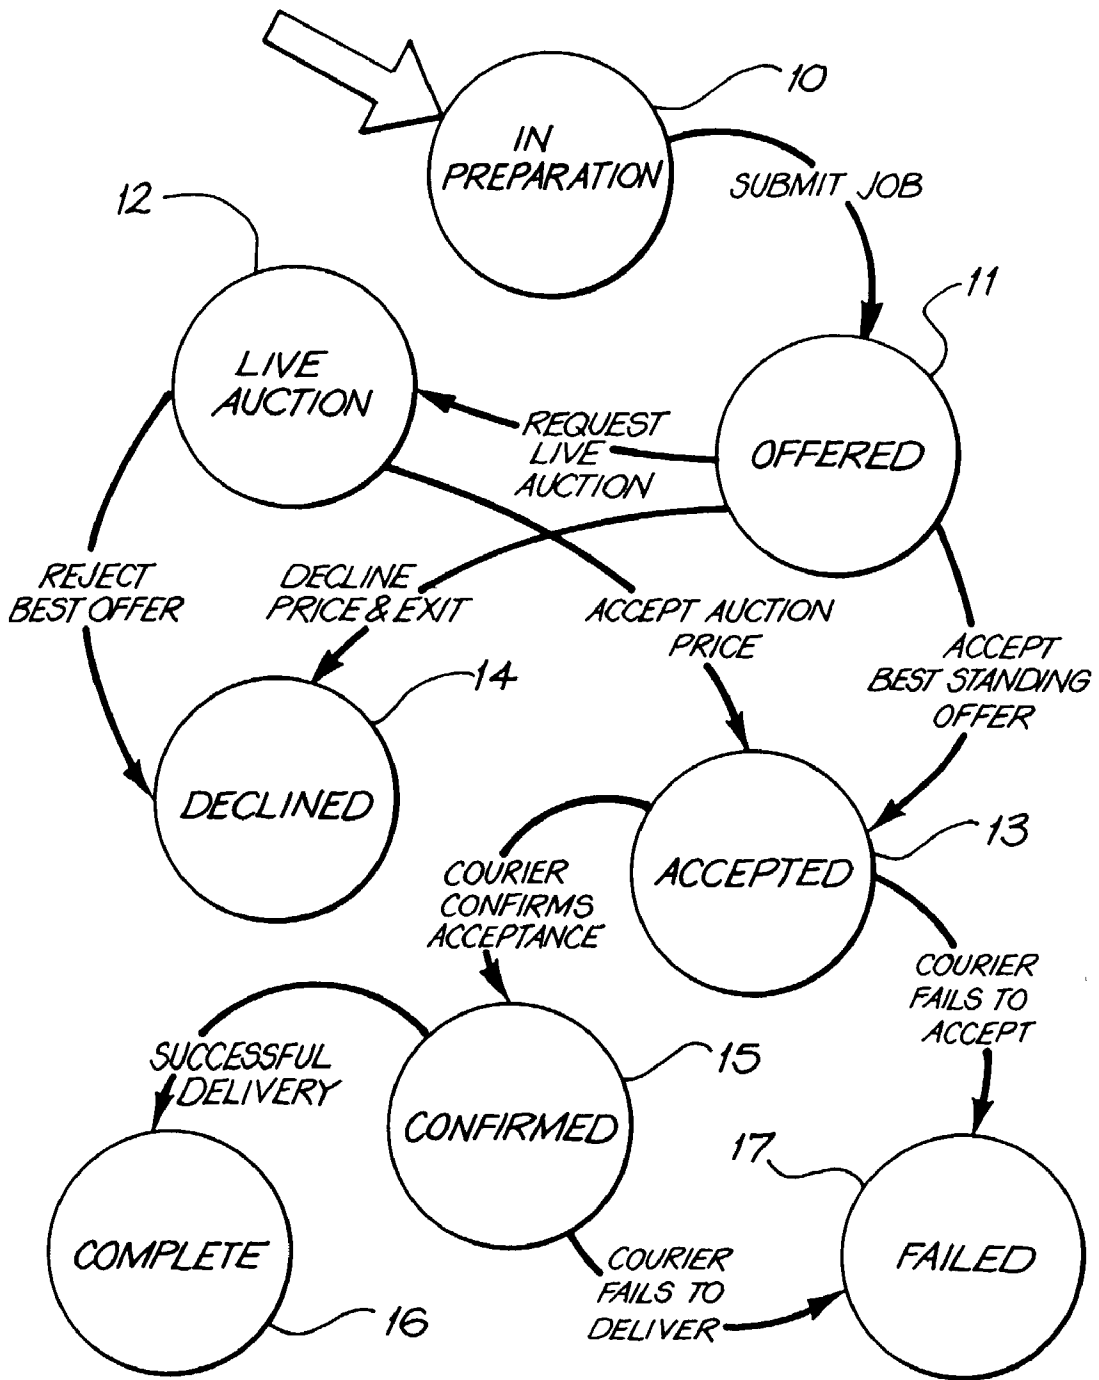 10
IN
PREPARATION
SUBMIT JOB
12
11
LIVE
AUCTION
REQUEST
LIVE
AUCTION
OFFERED
REJECT
BEST OFFER
DECLINE
PRICE & EXIT
ACCEPT AUCTION
PRICE
ACCEPT
BEST STANDING
OFFER
14
DECLINED
13
ACCEPTED
COURIER
CONFIRMS
ACCEPTANCE
COURIER
FAILS TO
ACCEPT
SUCCESSFUL
DELIVERY
15
CONFIRMED
17
COMPLETE
16
COURIER
FAILS TO
DELIVER
FAILED